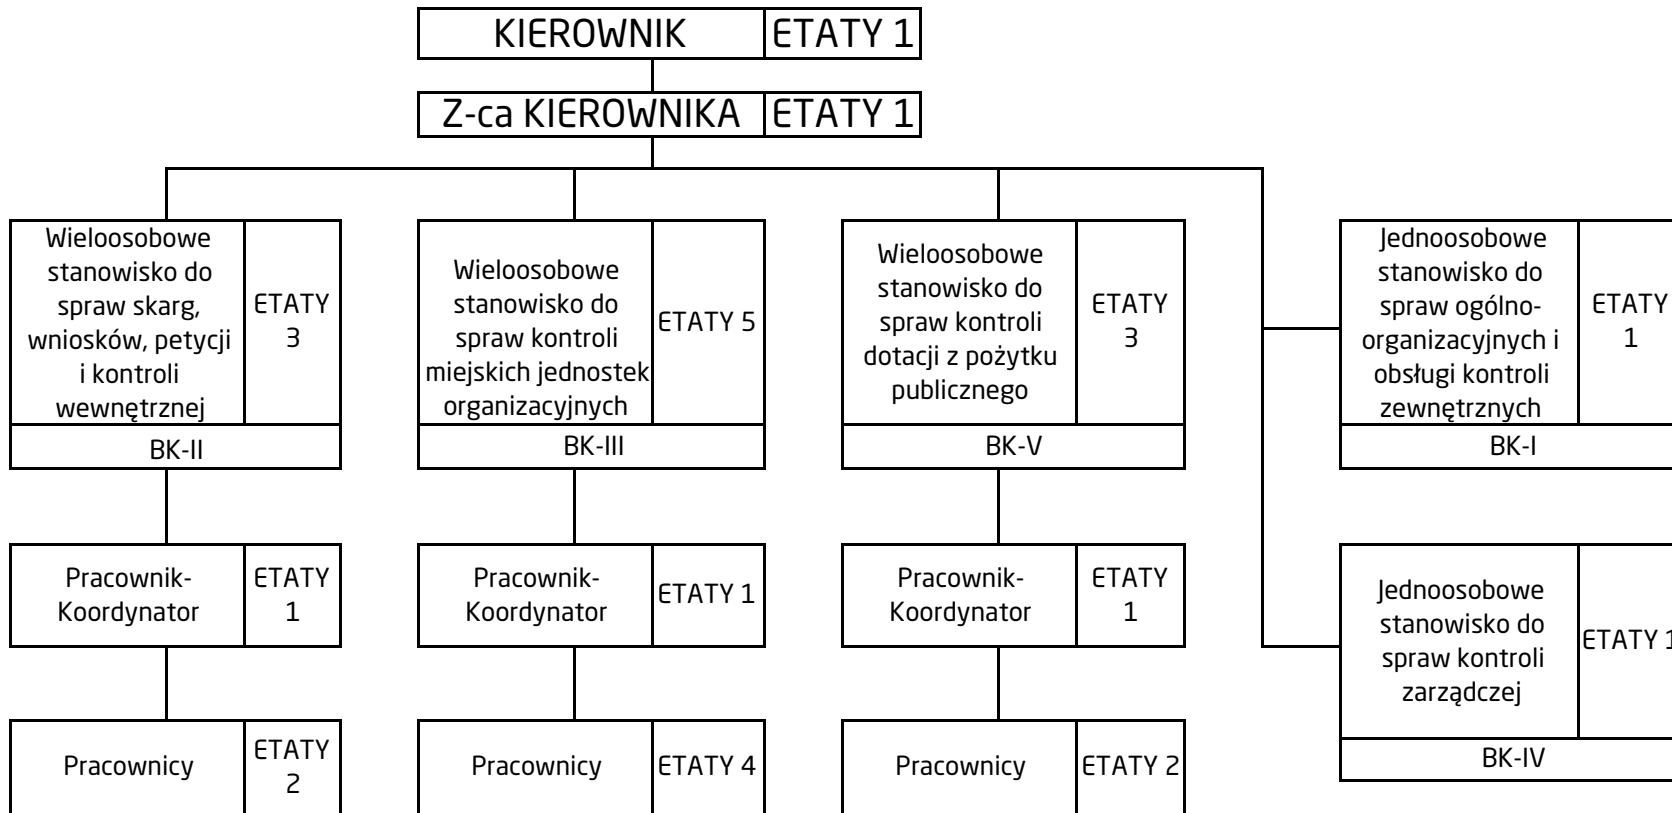 KIEROWNIK
ETATY 1
Z-ca KIEROWNIKA
ETATY 1
Wieloosobowe
stanowisko do
spraw skarg,
wniosków, petycji
i kontroli
wewnętrznej
ETATY
3
BK-II
Wieloosobowe
stanowisko do
spraw kontroli
miejskich jednostek
organizacyjnych
ETATY 5
BK-III
Wieloosobowe
stanowisko do
spraw kontroli
dotacji z pożytku
publicznego
ETATY
3
BK-V
Jednoosobowe
stanowisko do
spraw ogólno-
organizacyjnych i
obsługi kontroli
zewnętrznych
ETATY
1
BK-I
Pracownik-
Koordynator
ETATY
1
Pracownik-
Koordynator
ETATY 1
Pracownik-
Koordynator
ETATY
1
Jednoosobowe
stanowisko do
spraw kontroli
zarządczej
ETATY 1
BK-IV
Pracownicy
ETATY
2
Pracownicy
ETATY 4
Pracownicy
ETATY 2